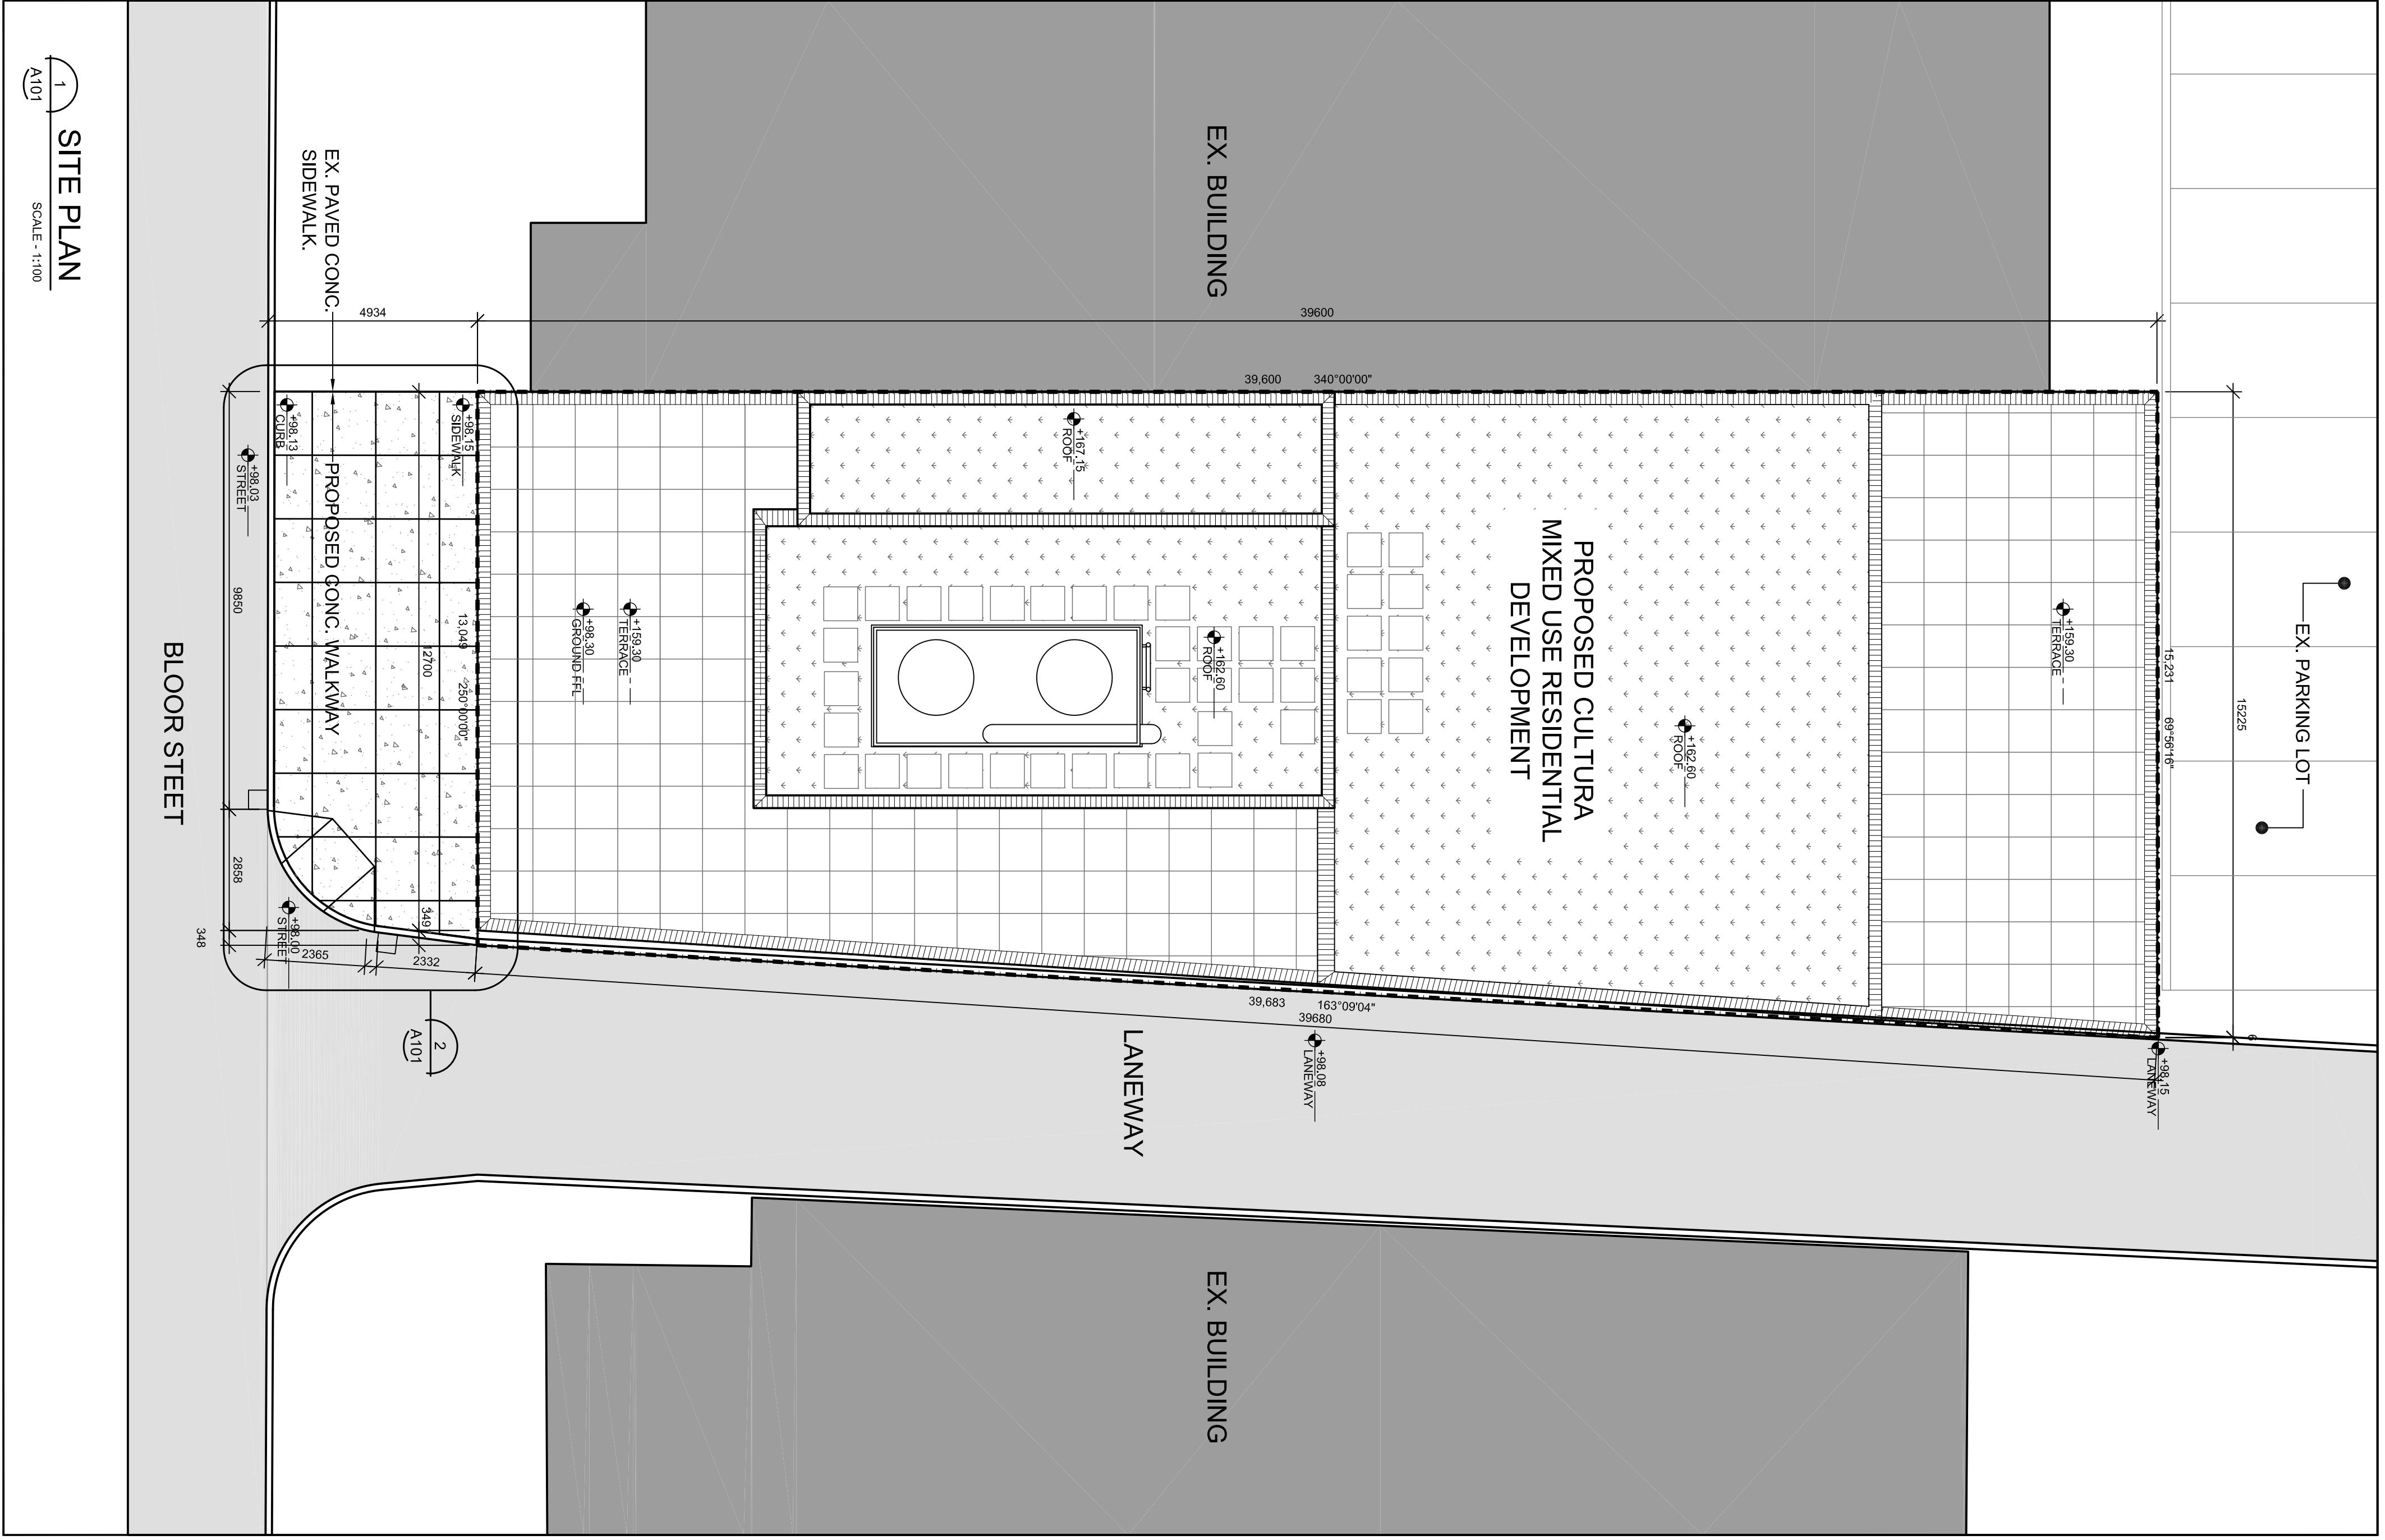 1
A101
SITE PLAN
SCALE - 1:100
EX. PAVED CONC.
SIDEWALK.
BLOOR STEET
EX. BUILDING
4934
39600
39,600 340°00'00"
+98.13
CURB
+98.15
SIDEWALK
+98.03
STREET
PROPOSED CONC. WALKWAY
9850
2858
348
12700
349
13,049 250°00'00"
+98.00
STREET
2365
2332
2
A101
+98.30
GROUND FFL
+159.30
TERRACE
+167.15
ROOF
+162.60
ROOF
PROPOSED CULTURA
MIXED USE RESIDENTIAL
DEVELOPMENT
+162.60
ROOF
+159.30
TERRACE
15,231 69°56'16"
15225
6
EX. PARKING LOT
39,683 163°09'04"
39680
LANEWAY
+98.08
LANEWAY
+98.15
LANEWAY
EX. BUILDING